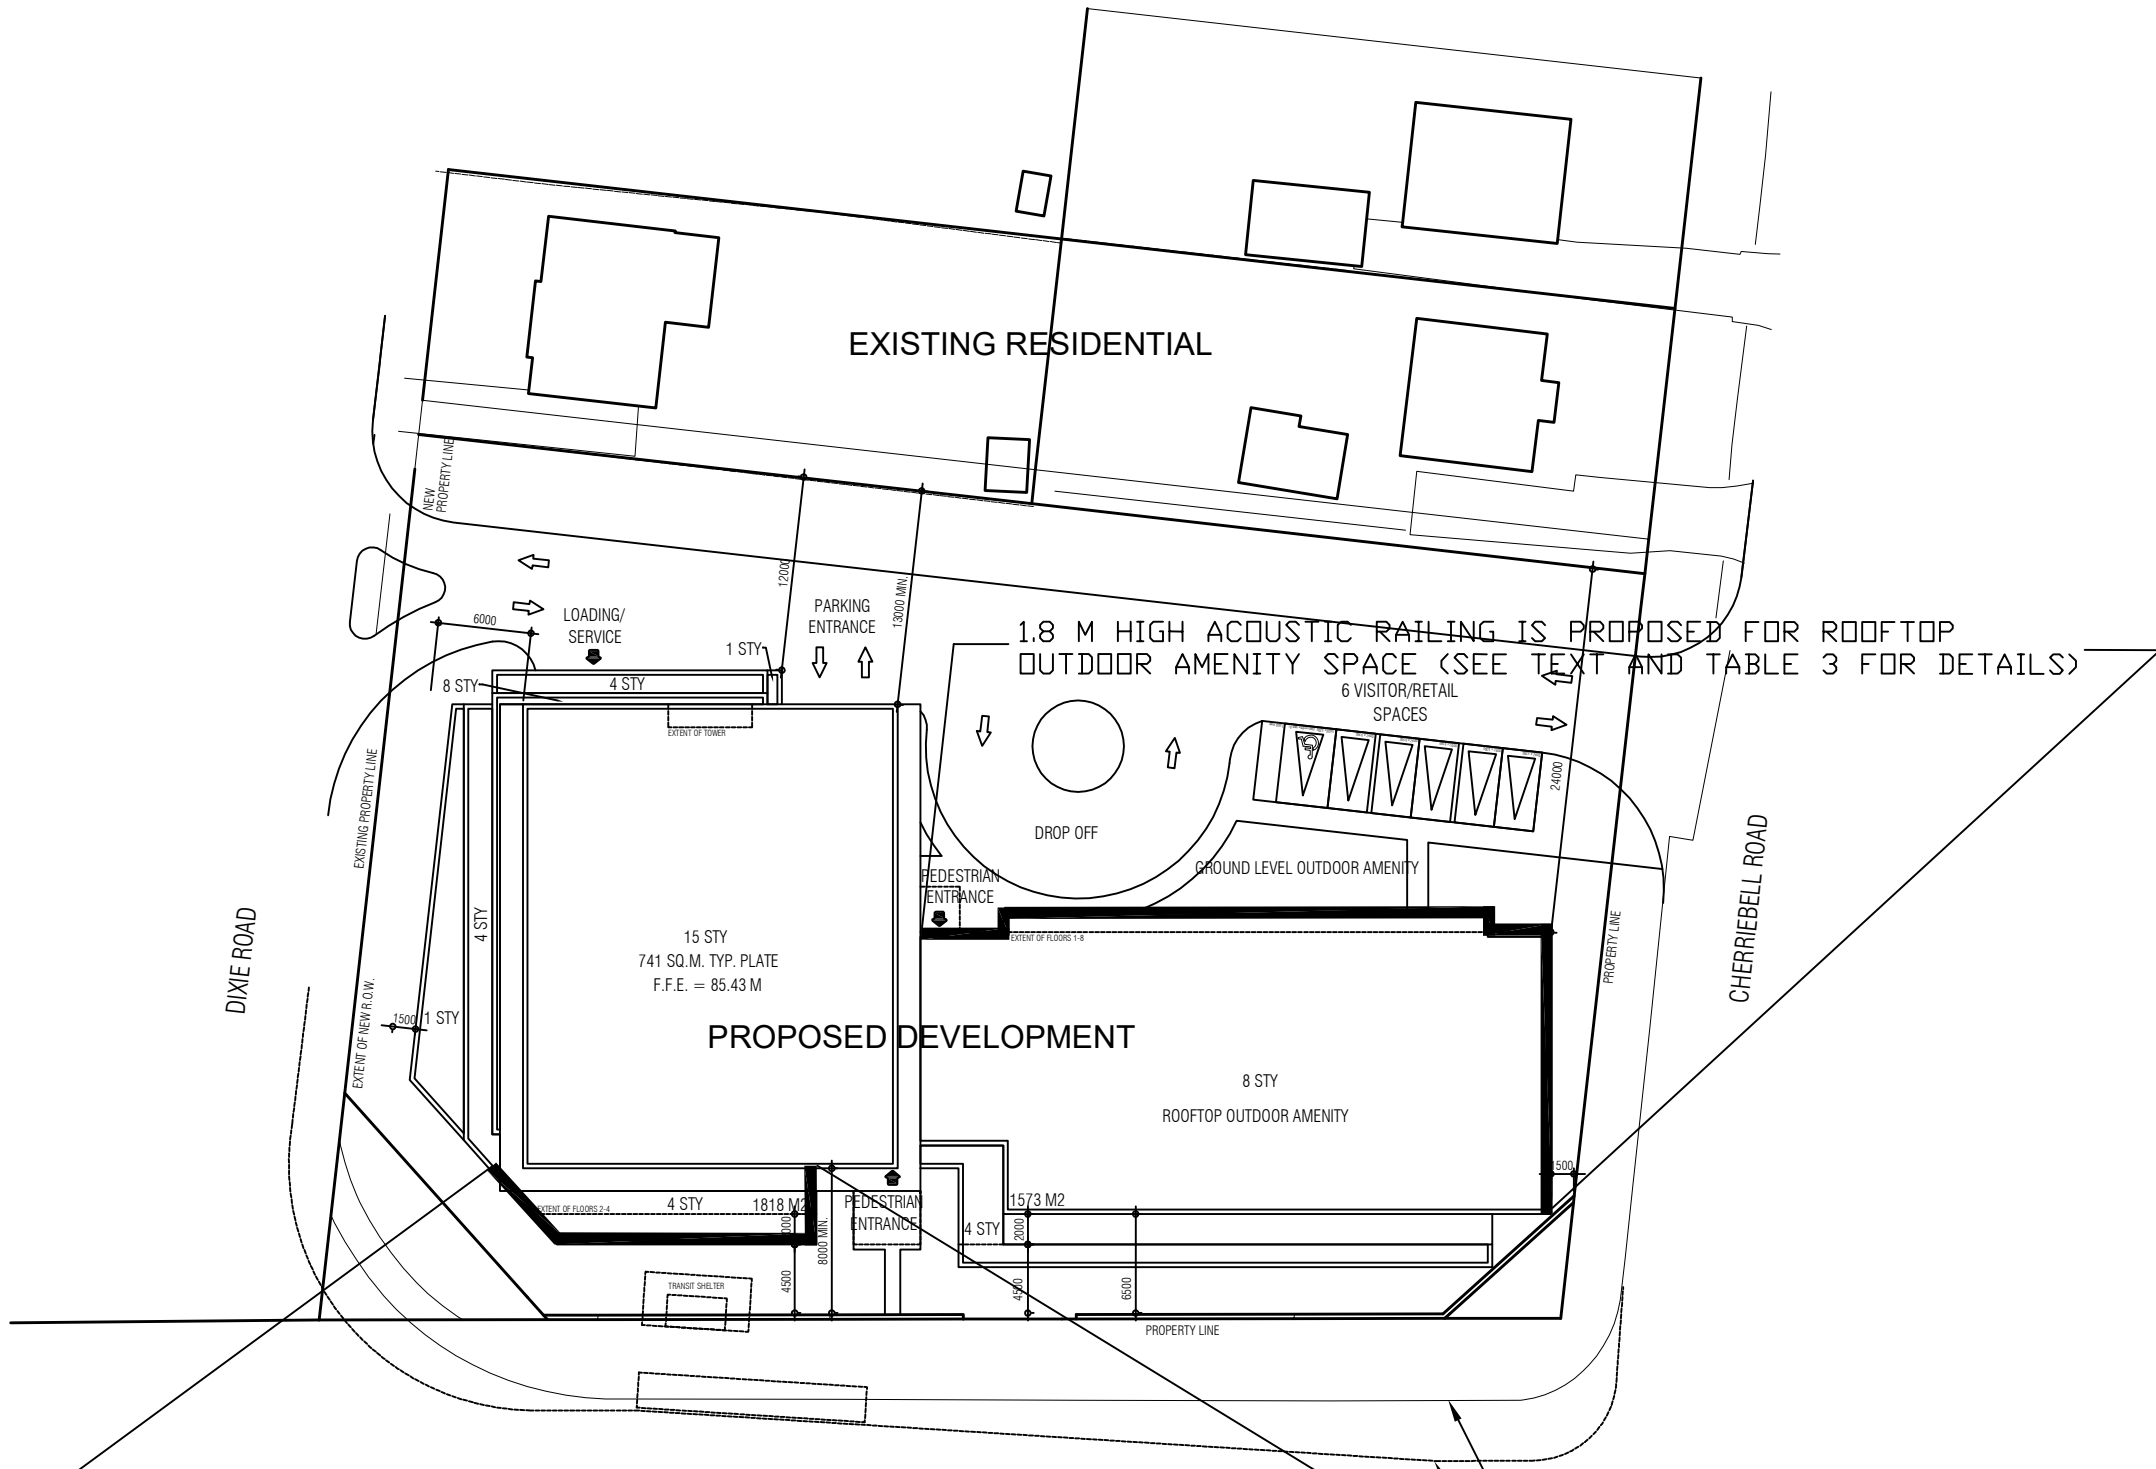 EXISTING RESIDENTIAL
NEW
PROPERTY LINE
12000
13000 MIN.
6000
LOADING/
SERVICE
PARKING
ENTRANCE
1.8 M HIGH ACOUSTIC RAILING IS PROPOSED FOR ROOFTOP
OUTDOOR AMENITY SPACE (SEE TEXT AND TABLE 3 FOR DETAILS)
1 STY
8 STY
4 STY
6 VISITOR/RETAIL
SPACES
EXTENT OF TOWER
24000
EXISTING PROPERTY LINE
DROP OFF
GROUND LEVEL OUTDOOR AMENITY
PEDESTRIAN
ENTRANCE
CHERRIEBELL ROAD
DIXIE ROAD
4 STY
15 STY
741 SQ.M. TYP. PLATE
F.F.E. = 85.43 M
EXTENT OF FLOORS 1-8
PROPERTY LINE
EXTENT OF NEW R.O.W.
1500
1 STY
PROPOSED DEVELOPMENT
8 STY
ROOFTOP OUTDOOR AMENITY
1500
EXTENT OF FLOORS 2-4
4 STY
1818 M2
PEDESTRIAN
ENTRANCE
1573 M2
4 STY
2000
8000 MIN.
4500
4500
6500
TRANSIT SHELTER
PROPERTY LINE